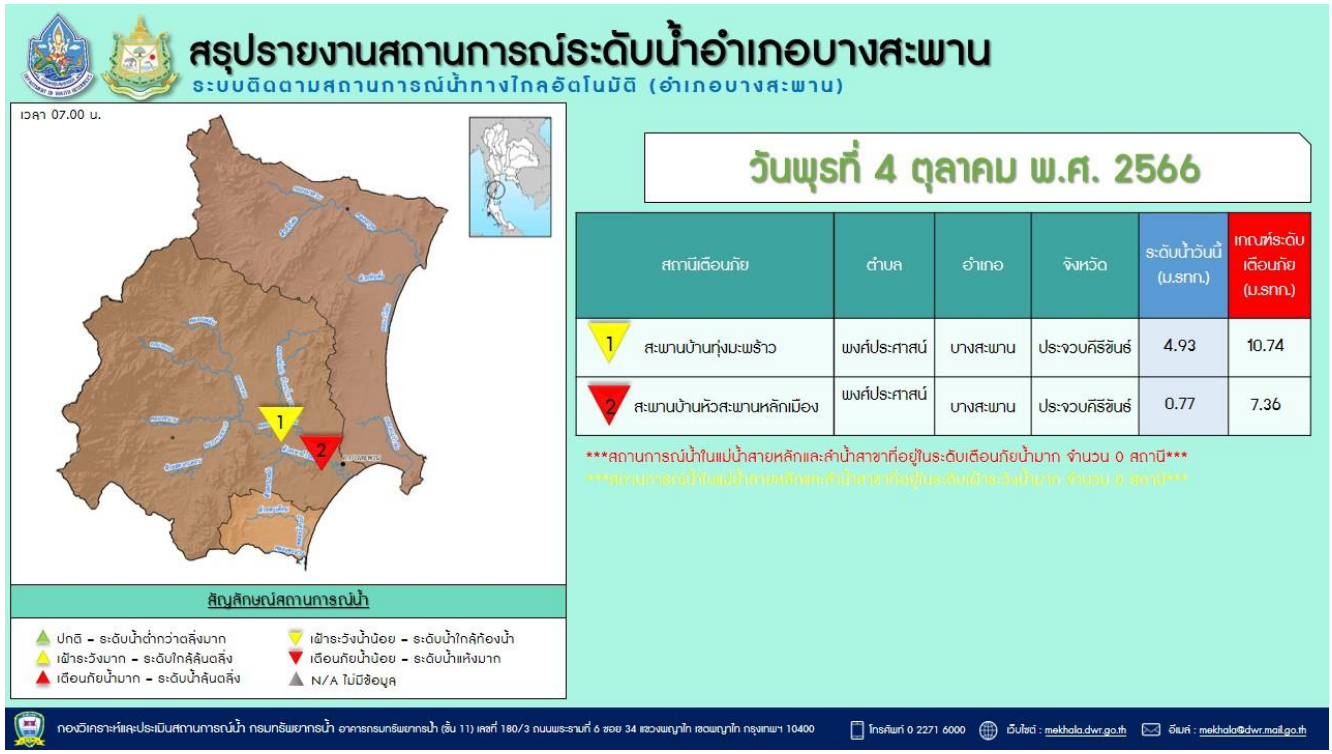 สรุปรายงานสถานการณ์ระดับน้ำอำเภอบางสะพาน
ระบบติดตามสถานการณ์น้ำทางไกลอัตโนมัติ (อำเภอบางสะพาน)
เวลา 07.00 น.
วันพุธที่ 4 ตุลาคม พ.ศ. 2566
สถานีเตือนภัย ตำบล อำเภอ จังหวัด ระดับน้ำวันนี้ (ม.รทก.) เกณฑ์ระดับเตือนภัย (ม.รทก.)
1 สะพานบ้านทุ่งมะพร้าว พงศ์ประศาสน์ บางสะพาน ประจวบคีรีขันธ์ 4.93 10.74
2 สะพานบ้านหัวสะพานหลักเมือง พงศ์ประศาสน์ บางสะพาน ประจวบคีรีขันธ์ 0.77 7.36
***สถานการณ์น้ำในแม่น้ำสายหลักและลำน้ำสาขาที่อยู่ในระดับเตือนภัยน้ำมาก จำนวน 0 สถานี***
***สถานการณ์น้ำในแม่น้ำสายหลักและลำน้ำสาขาที่อยู่ในระดับเฝ้าระวังน้ำมาก จำนวน 0 สถานี***
1
2
สัญลักษณ์สถานการณ์น้ำ
ปกติ - ระดับน้ำต่ำกว่าตลิ่งมาก
เฝ้าระวังมาก - ระดับใกล้ล้นตลิ่ง
เตือนภัยน้ำมาก - ระดับน้ำล้นตลิ่ง
เฝ้าระวังน้ำน้อย - ระดับน้ำใกล้ท้องน้ำ
เตือนภัยน้ำน้อย - ระดับน้ำแห้งมาก
N/A ไม่มีข้อมูล
กองวิเคราะห์และประเมินสถานการณ์น้ำ กรมทรัพยากรน้ำ อาคารกรมทรัพยากรน้ำ (ชั้น 11) เลขที่ 180/3 ถนนพระรามที่ 6 ซอย 34 แขวงพญาไท เขตพญาไท กรุงเทพฯ 10400 โทรศัพท์ 0 2271 6000 เว็บไซต์ : mekhala.dwr.go.th อีเมล์ : mekhala@dwr.mail.go.th